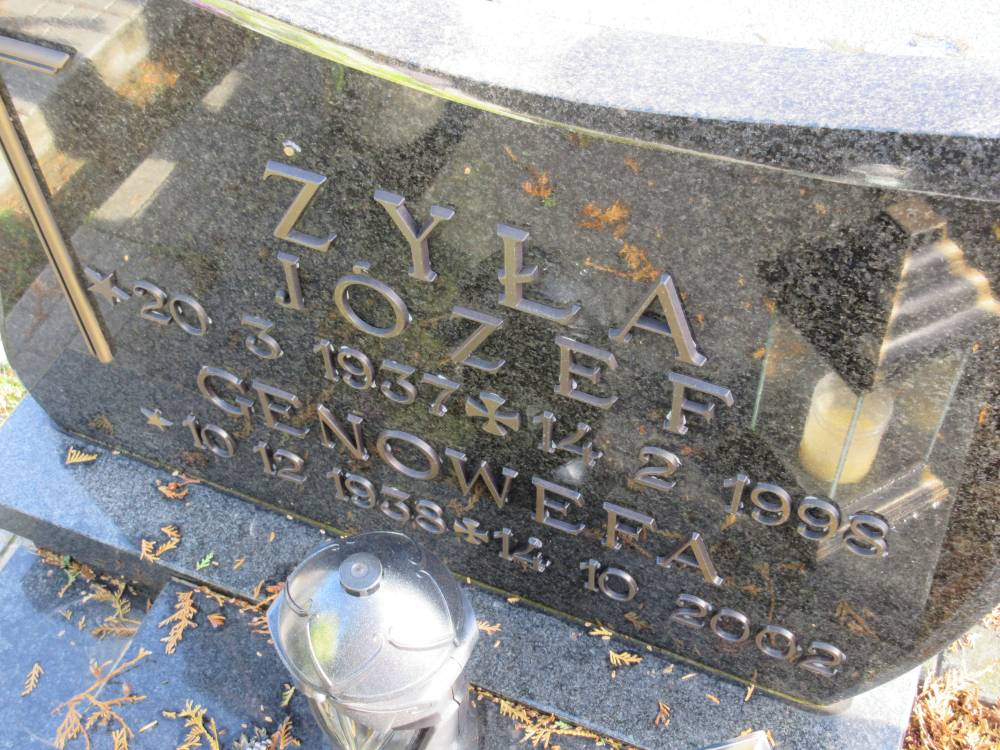 ŻYŁA
JÓZEF
★ 20 3 1937 ✠ 14 2 1998
GENOWEFA
★ 10 12 1938 ✠ 14 10 2002